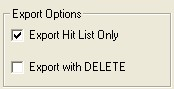 Export Options
Export Hit List Only
Export with DELETE